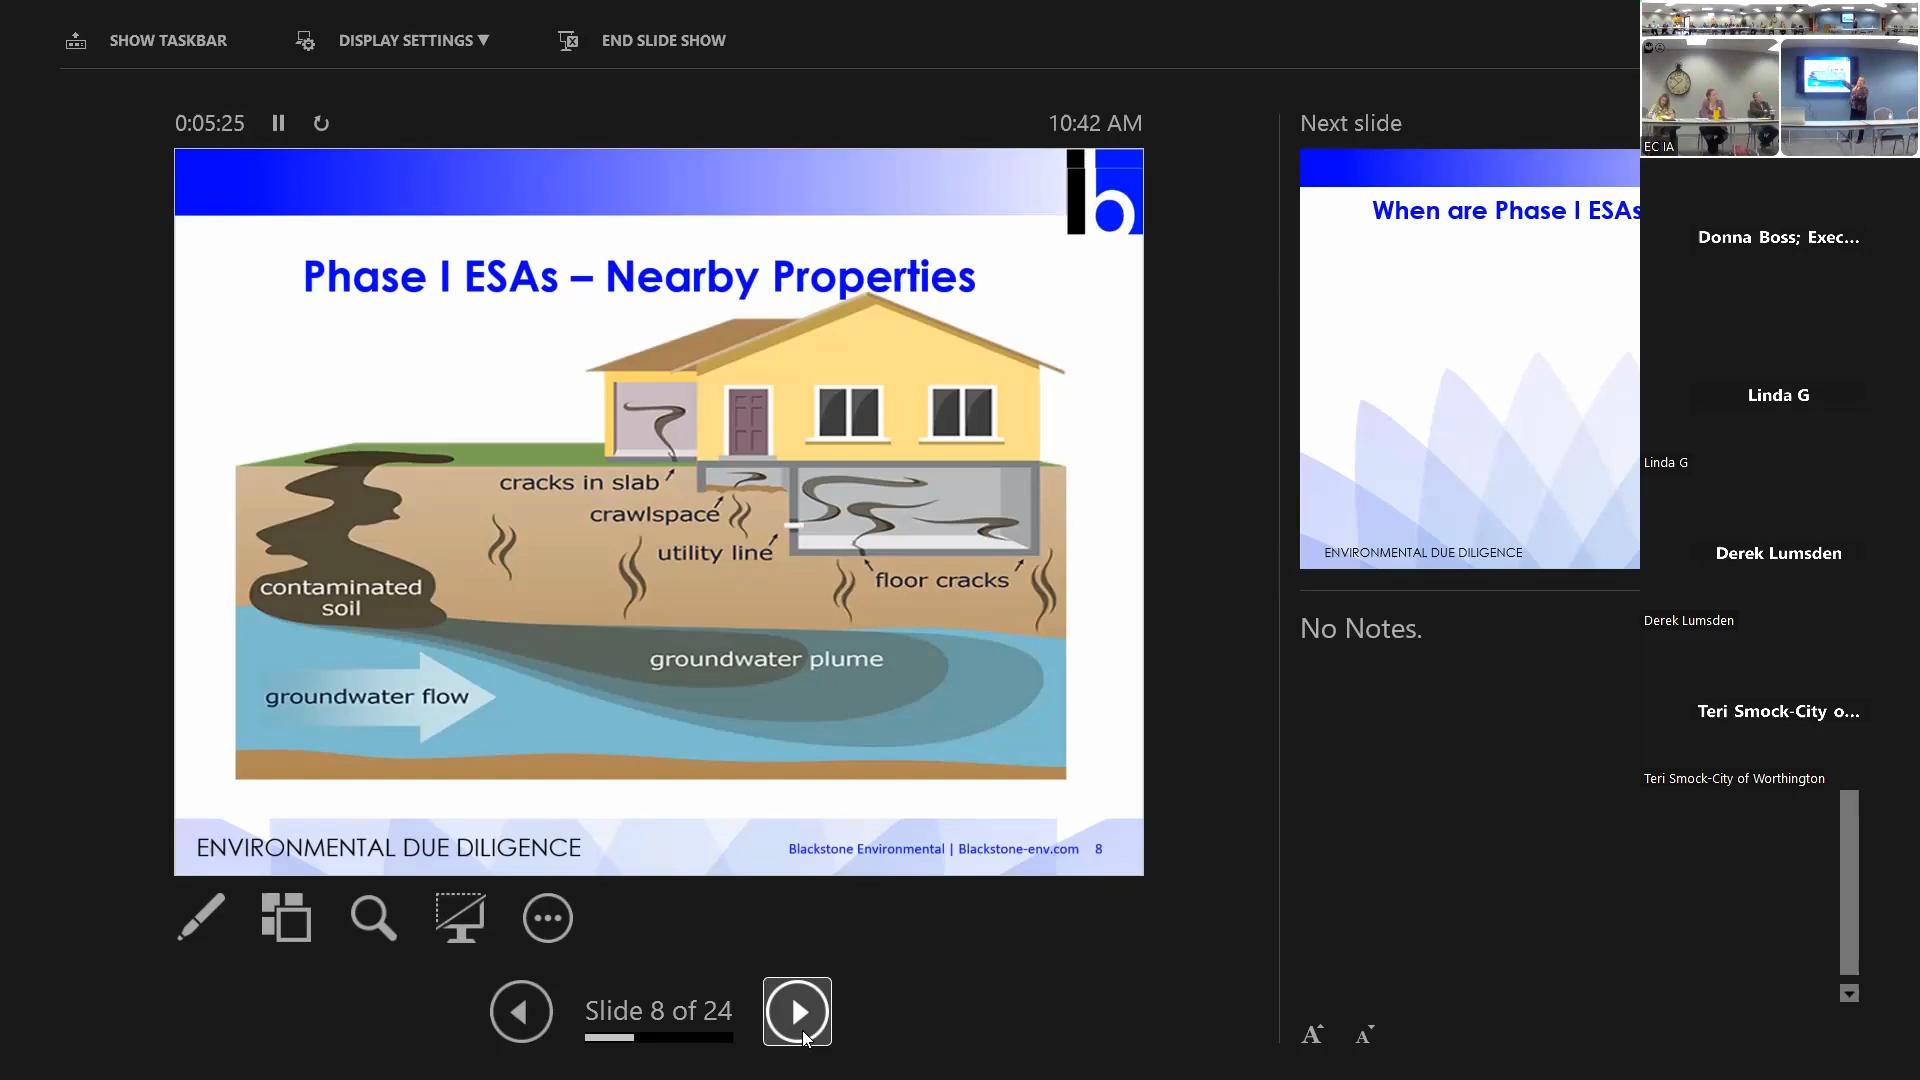 SHOW TASKBAR
DISPLAY SETTINGS ▼
END SLIDE SHOW
0:05:25
10:42 AM
b
Phase I ESAs – Nearby Properties
cracks in slab
crawlspace
utility line
floor cracks
contaminated
soil
groundwater plume
groundwater flow
ENVIRONMENTAL DUE DILIGENCE
Blackstone Environmental | Blackstone-env.com 8
Slide 8 of 24
Next slide
When are Phase I ESAs
ENVIRONMENTAL DUE DILIGENCE
No Notes.
A
A
EC IA
Donna Boss; Exec...
Linda G
Linda G
Derek Lumsden
Derek Lumsden
Teri Smock-City o...
Teri Smock-City of Worthington